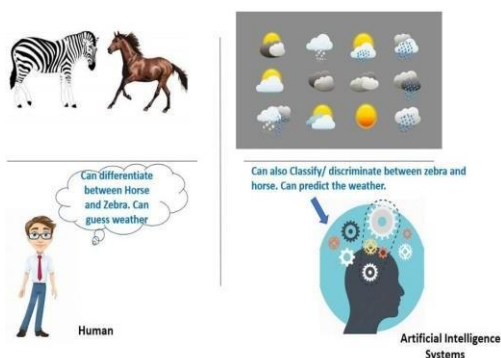 Can differentiate
between Horse
and Zebra. Can
guess weather
Human
Can also Classify/ discriminate between zebra and
horse. Can predict the weather.
Artificial Intelligence
Systems